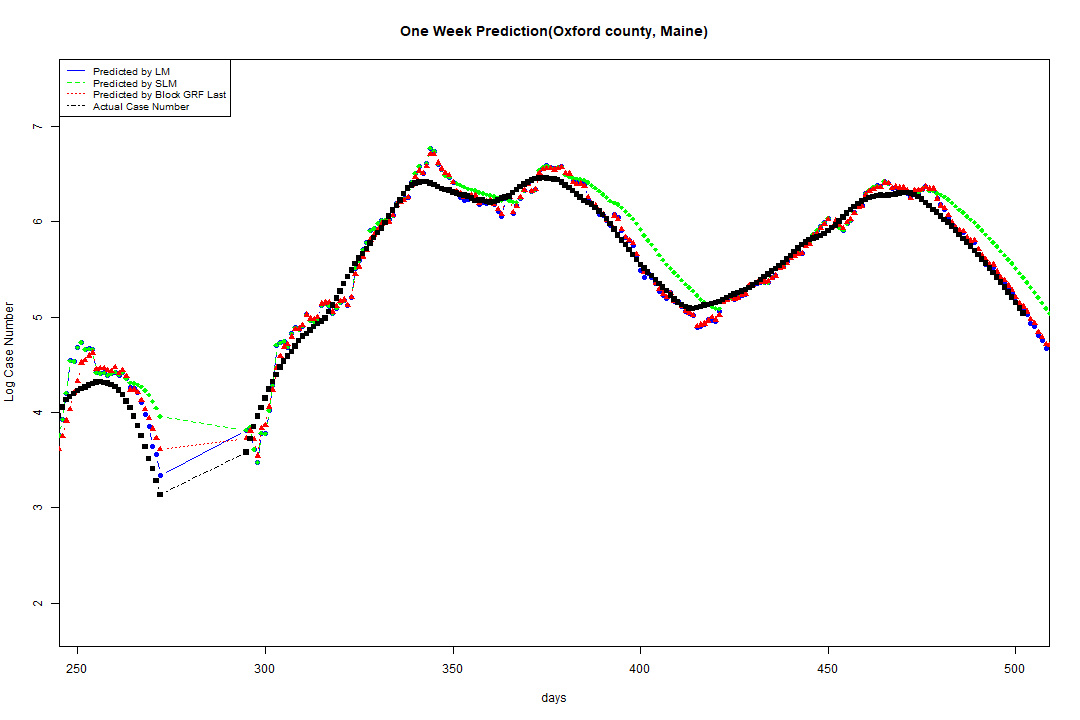 One Week Prediction(Oxford county, Maine)
Predicted by LM
Predicted by SLM
Predicted by Block GRF Last
Actual Case Number
Log Case Number
7
6
5
4
3
2
250 300 350 400 450 500
days